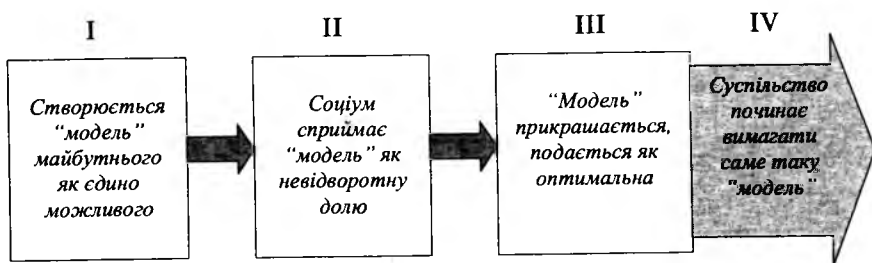 I
II
III
IV
Створюється
“модель”
майбутнього
як єдино
можливого
Соціум
сприймає
“модель” як
невідворотну
долю
“Модель”
прикрашається,
подається як
оптимальна
Суспільство
починає
вимагати
саме таку
"модель"